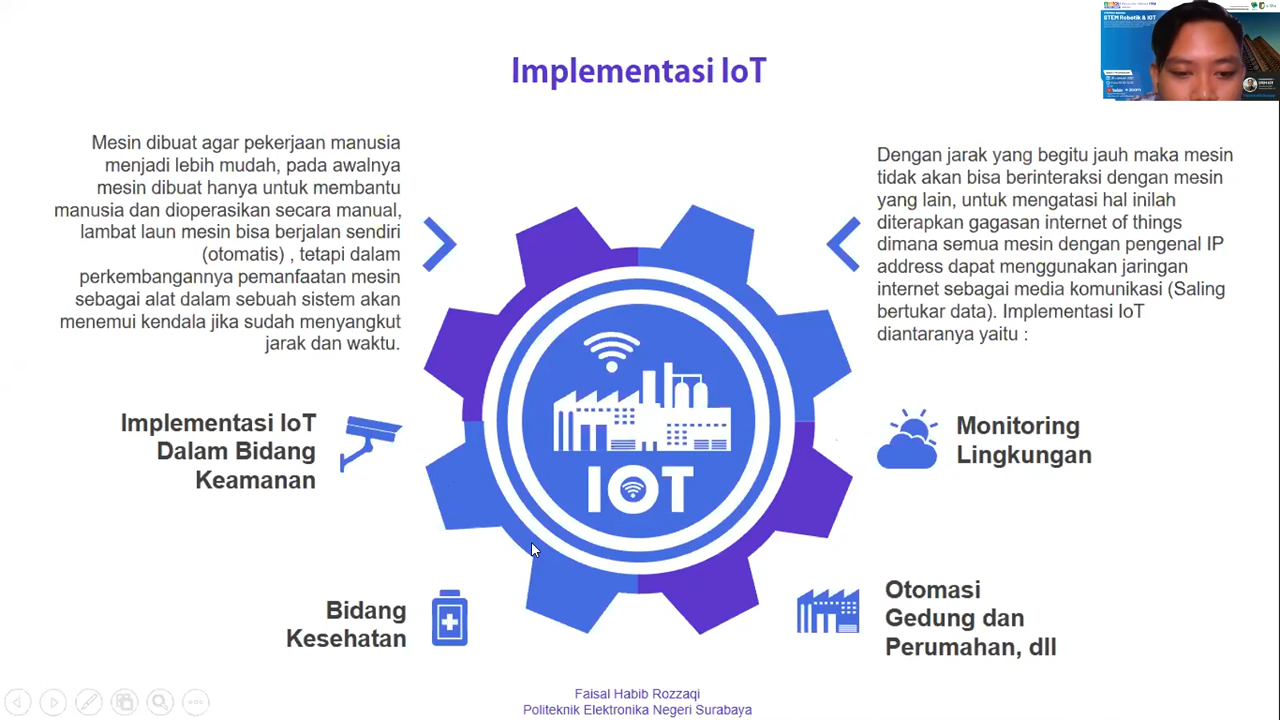 Implementasi IoT
STEM Robotik & IOT
Mesin dibuat agar pekerjaan manusia
menjadi lebih mudah, pada awalnya
mesin dibuat hanya untuk membantu
manusia dan dioperasikan secara manual,
lambat laun mesin bisa berjalan sendiri
(otomatis) , tetapi dalam
perkembangannya pemanfaatan mesin
sebagai alat dalam sebuah sistem akan
menemui kendala jika sudah menyangkut
jarak dan waktu.
Dengan jarak yang begitu jauh maka mesin
tidak akan bisa berinteraksi dengan mesin
yang lain, untuk mengatasi hal inilah
diterapkan gagasan internet of things
dimana semua mesin dengan pengenal IP
address dapat menggunakan jaringan
internet sebagai media komunikasi (Saling
bertukar data). Implementasi IoT
diantaranya yaitu :
Implementasi IoT
Dalam Bidang
Keamanan
IOT
Monitoring
Lingkungan
Bidang
Kesehatan
Otomasi
Gedung dan
Perumahan, dll
Faisal Habib Rozzaqi
Politeknik Elektronika Negeri Surabaya